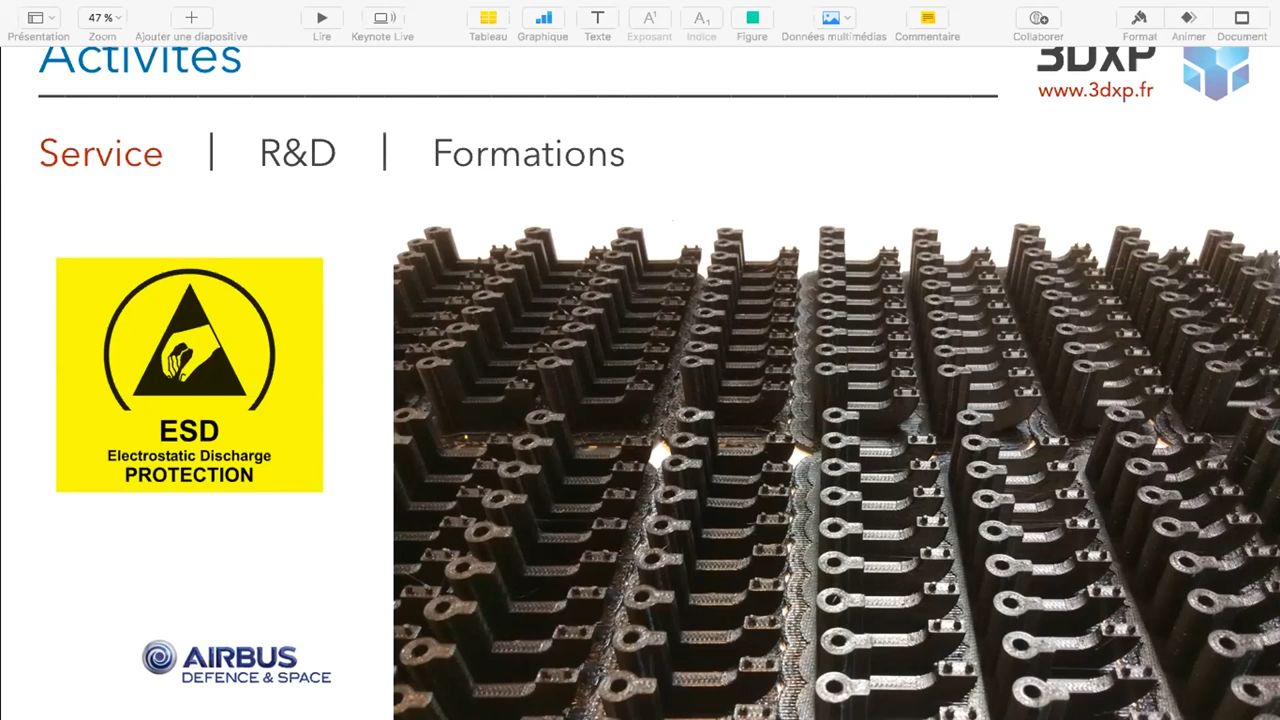 47 %
Présentation
Zoom
Ajouter une diapositive
Lire
Keynote Live
Tableau
Graphique
Texte
Exposant
Indice
Figure
Données multimédias
Commentaire
Collaborer
Format
Animer
Document
Activités
3DXP
www.3dxp.fr
Service | R&D | Formations
ESD
Electrostatic Discharge
PROTECTION
AIRBUS
DEFENCE & SPACE